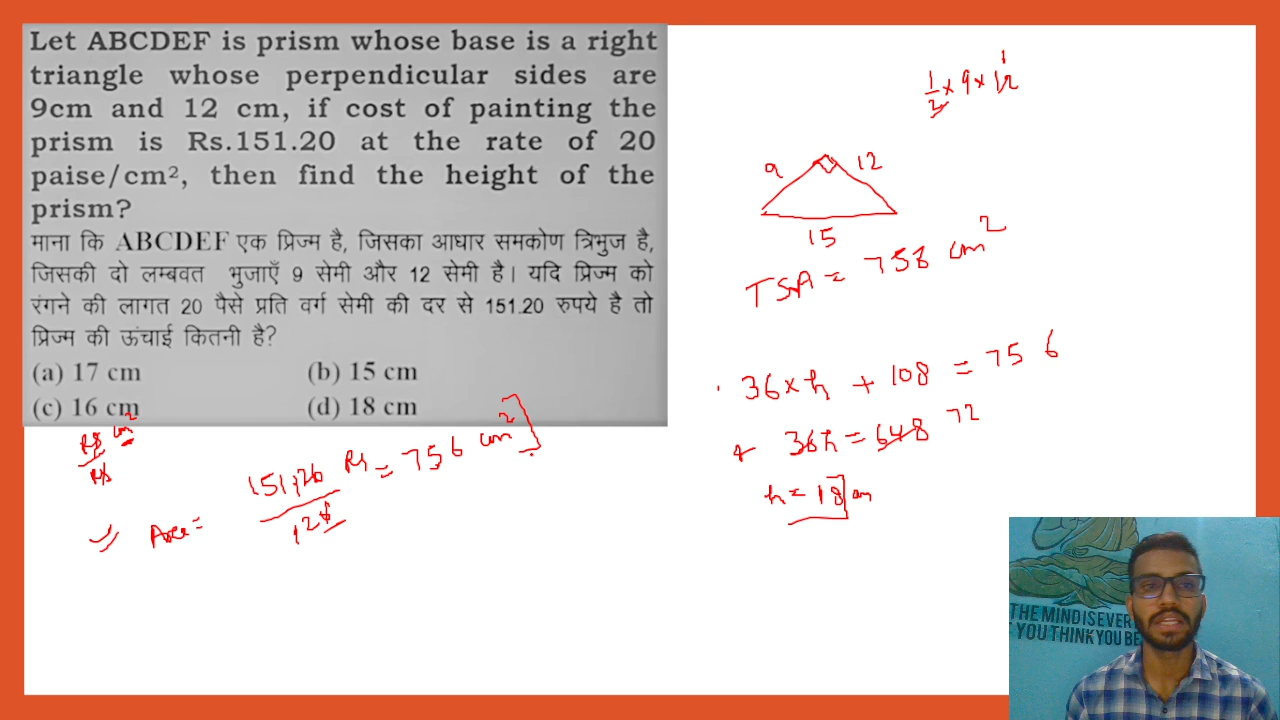 Let ABCDEF is prism whose base is a right
triangle whose perpendicular sides are
9cm and 12 cm, if cost of painting the
prism is Rs.151.20 at the rate of 20
paise/cm², then find the height of the
prism?
माना कि ABCDEF एक प्रिज्म है, जिसका आधार समकोण त्रिभुज है,
जिसकी दो लम्बवत भुजाएँ 9 सेमी और 12 सेमी है। यदि प्रिज्म को
रंगने की लागत 20 पैसे प्रति वर्ग सेमी की दर से 151.20 रुपये है तो
प्रिज्म की ऊंचाई कितनी है?
(a) 17 cm (b) 15 cm
(c) 16 cm (d) 18 cm
Area =
= 756 cm²
1/2 × 9 × 12
9 12
15
TSA = 758 cm²
36 × h + 108 = 756
36h = 648 72
h = 18 cm
THE MIND IS EVER
YOU THINK YOU BE